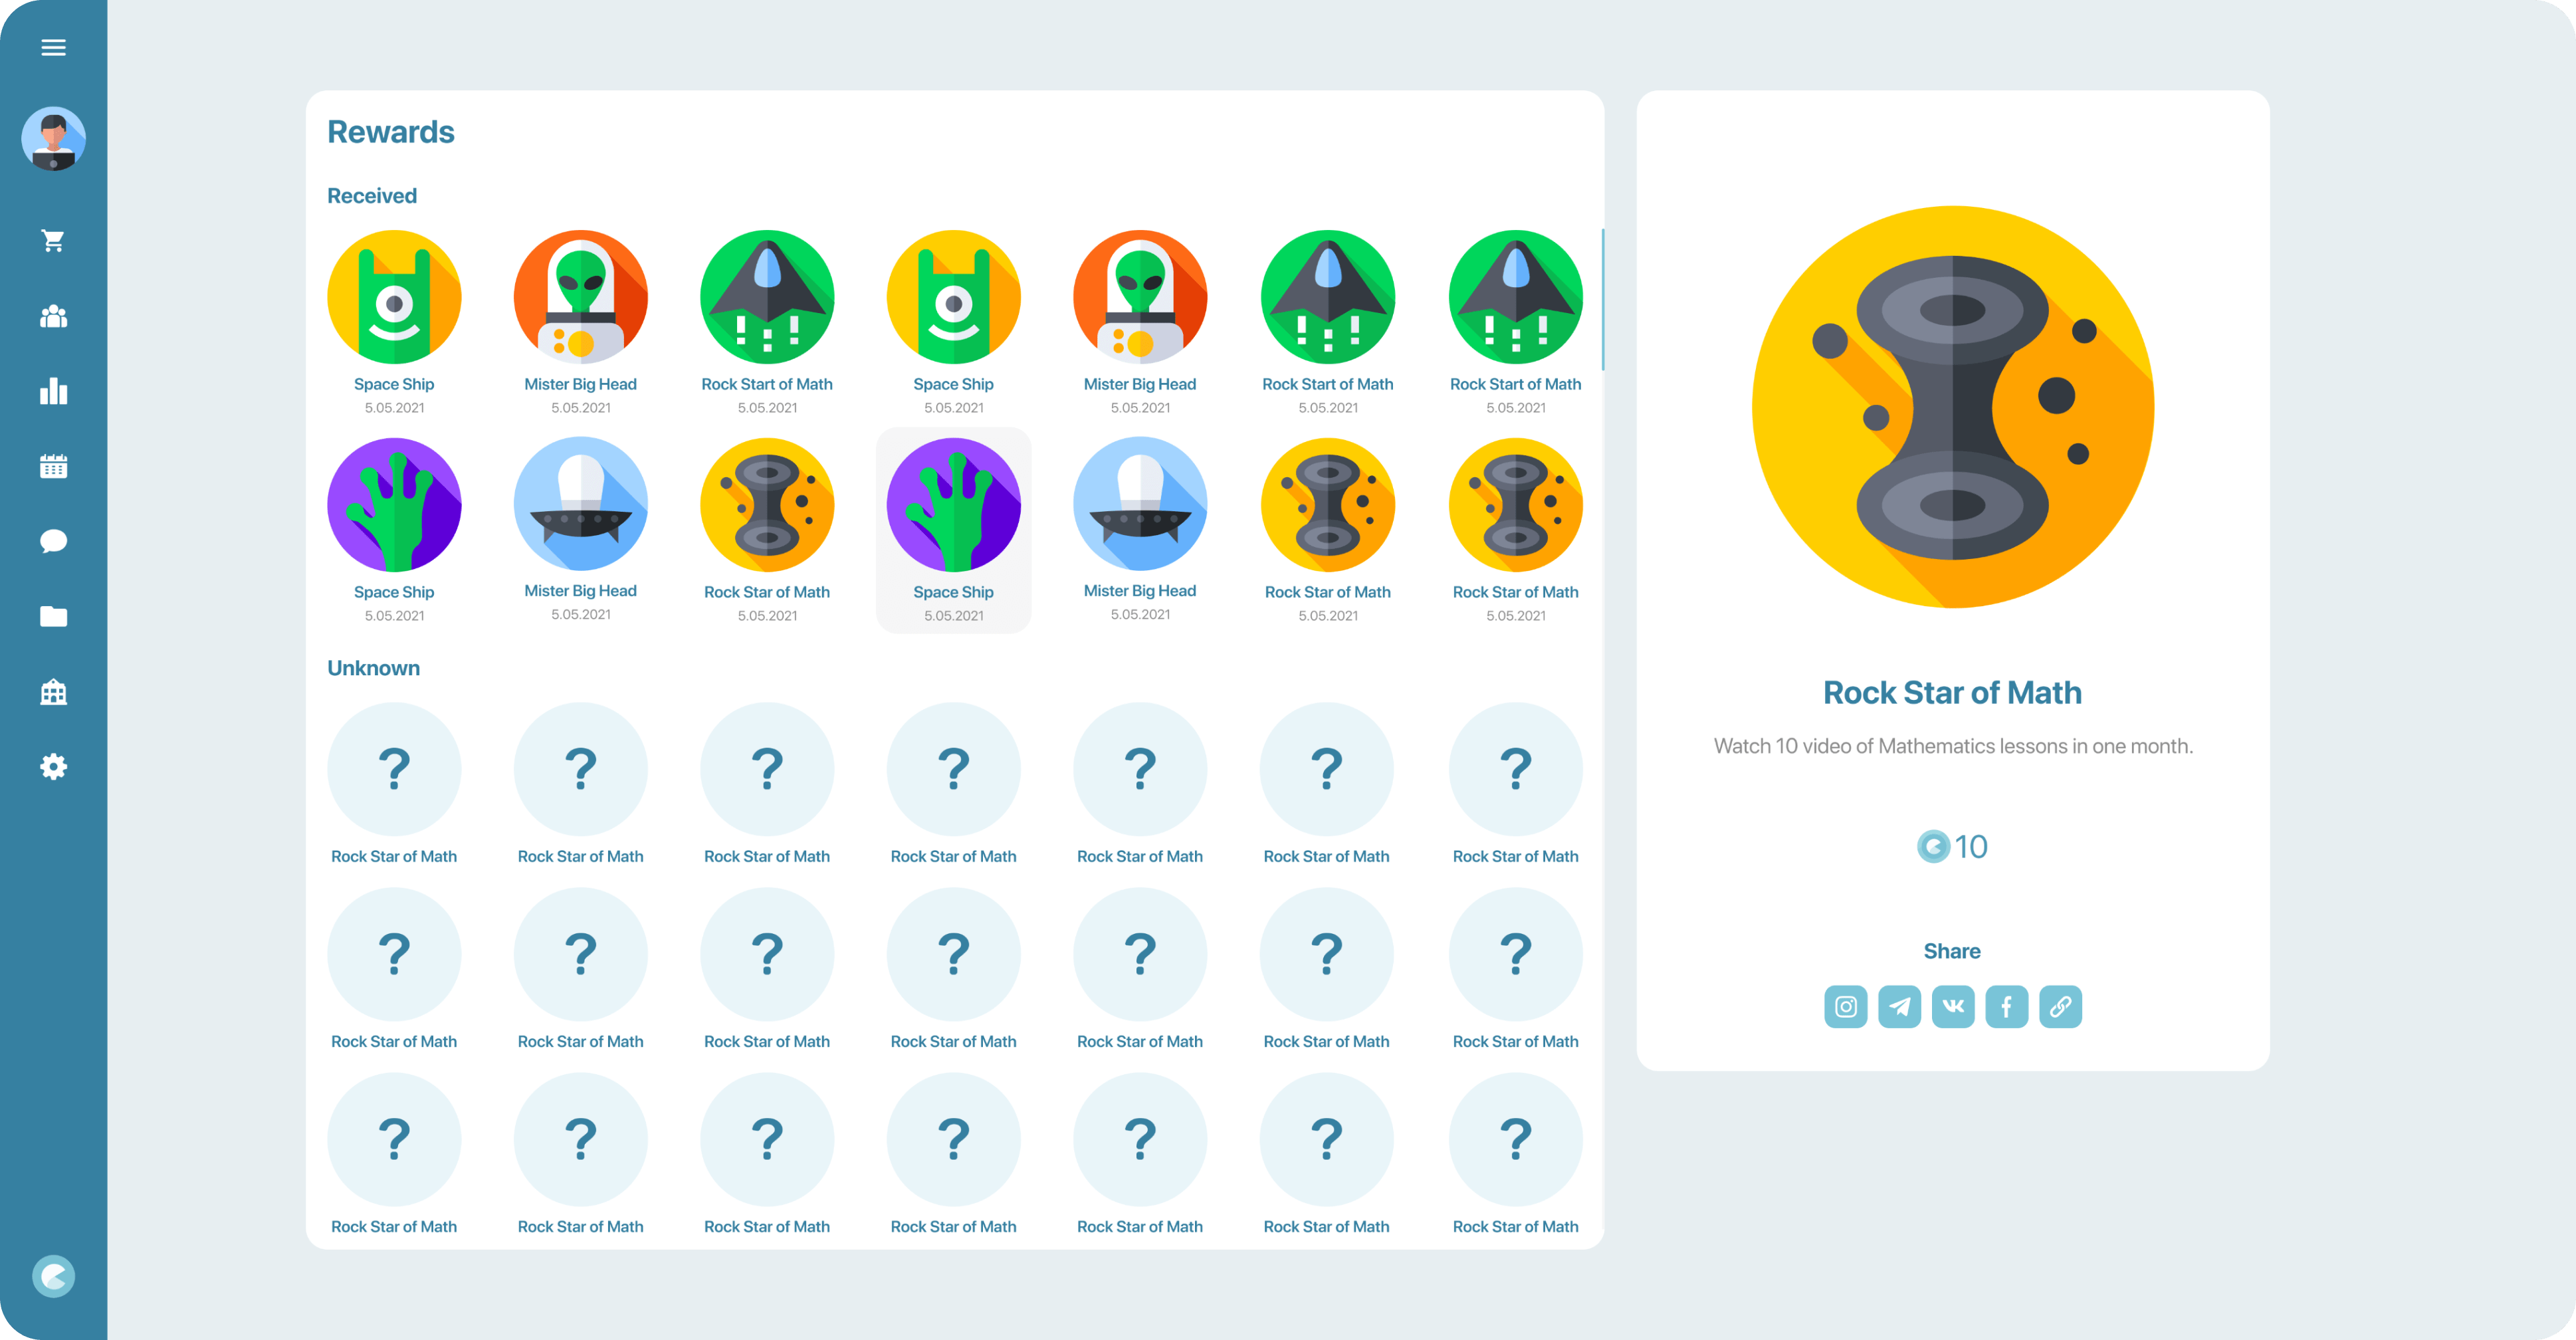 Rewards
Received
Space Ship Mister Big Head Rock Start of Math Space Ship Mister Big Head Rock Start of Math Rock Start of Math
5.05.2021 5.05.2021 5.05.2021 5.05.2021 5.05.2021 5.05.2021 5.05.2021
Space Ship Mister Big Head Rock Star of Math Space Ship Mister Big Head Rock Star of Math Rock Star of Math
5.05.2021 5.05.2021 5.05.2021 5.05.2021 5.05.2021 5.05.2021 5.05.2021
Unknown
? ? ? ? ? ? ?
Rock Star of Math Rock Star of Math Rock Star of Math Rock Star of Math Rock Star of Math Rock Star of Math Rock Star of Math
? ? ? ? ? ? ?
Rock Star of Math Rock Star of Math Rock Star of Math Rock Star of Math Rock Star of Math Rock Star of Math Rock Star of Math
? ? ? ? ? ? ?
Rock Star of Math Rock Star of Math Rock Star of Math Rock Star of Math Rock Star of Math Rock Star of Math Rock Star of Math
Rock Star of Math
Watch 10 video of Mathematics lessons in one month.
10
Share